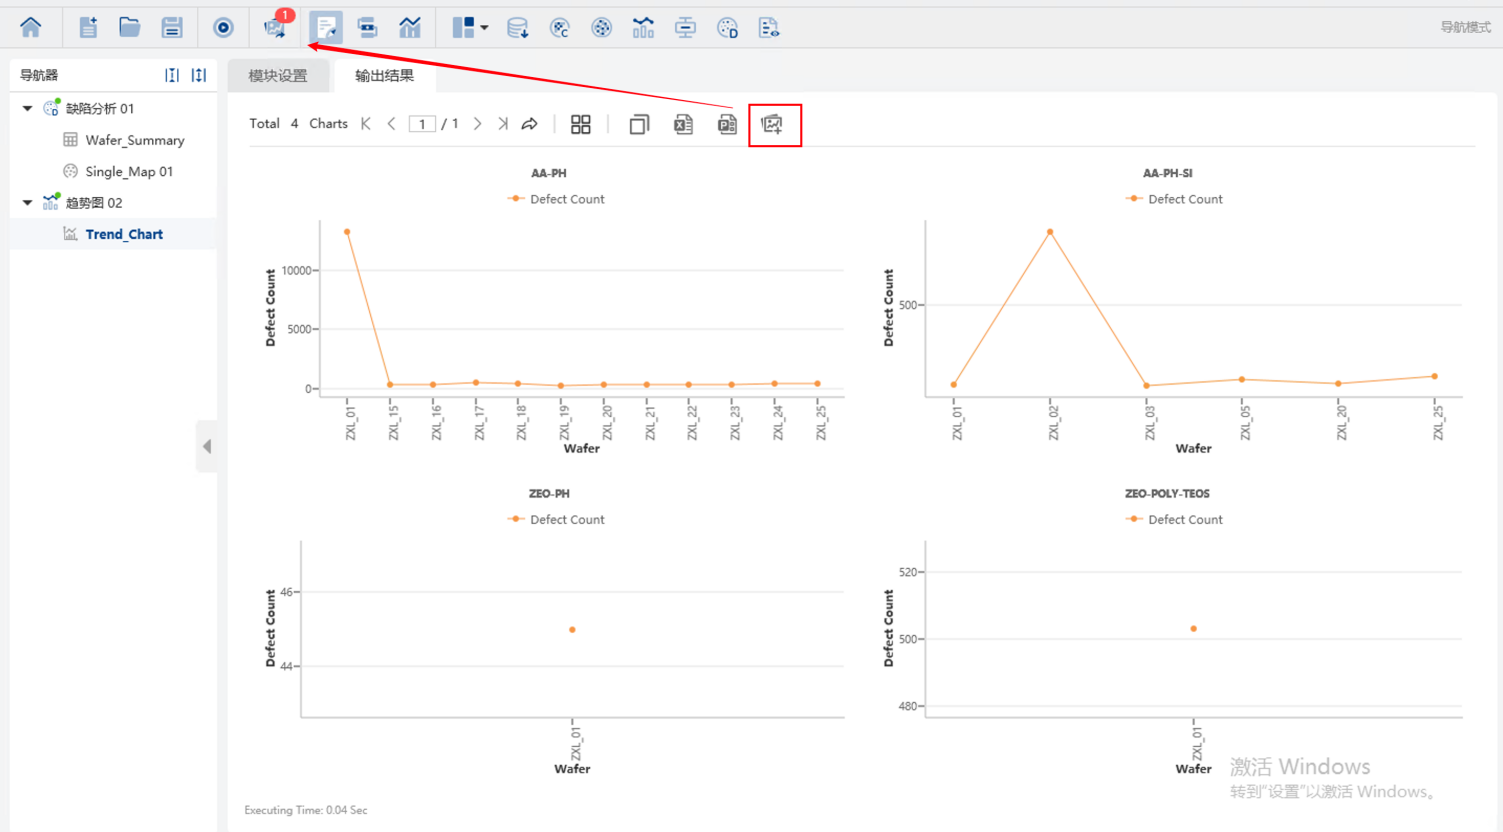 1
导航模式
导航器
模块设置
输出结果
缺陷分析 01
Wafer_Summary
Single_Map 01
趋势图 02
Trend_Chart
Total 4 Charts 1 / 1
AA-PH
Defect Count
Defect Count
10000
5000
0
ZXL_01
ZXL_15
ZXL_16
ZXL_17
ZXL_18
ZXL_19
ZXL_20
ZXL_21
ZXL_22
ZXL_23
ZXL_24
ZXL_25
Wafer
AA-PH-SI
Defect Count
Defect Count
500
ZXL_01
ZXL_02
ZXL_03
ZXL_05
ZXL_20
ZXL_25
Wafer
ZEO-PH
Defect Count
Defect Count
46
44
ZXL_01
Wafer
ZEO-POLY-TEOS
Defect Count
Defect Count
520
500
480
ZXL_01
Wafer
激活 Windows
转到“设置”以激活 Windows。
Executing Time: 0.04 Sec